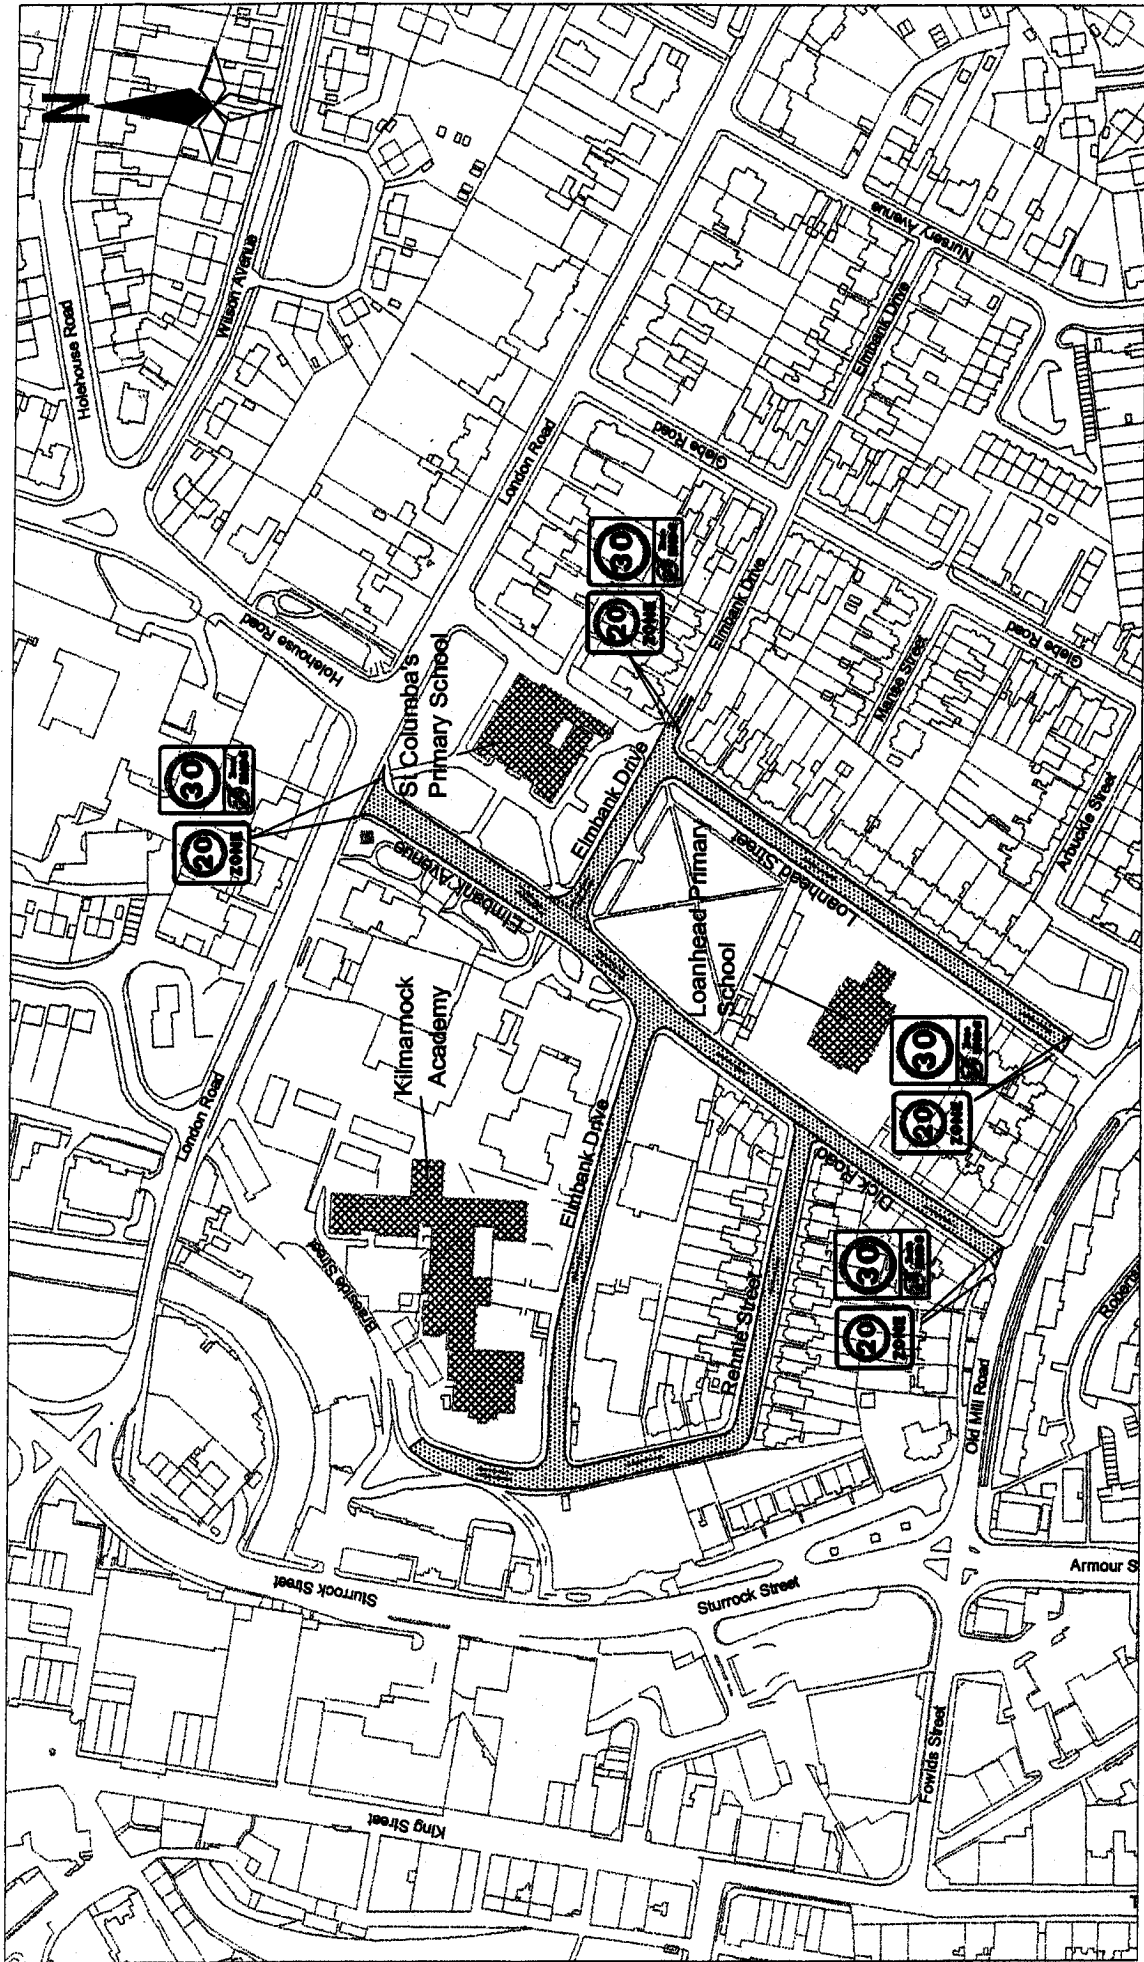 N
Holehouse Road
Wilson Avenue
Holehouse Road
London Road
Glebe Road
Elmbank Drive
Nursery Avenue
30
20
ZONE
St Columba's
Primary School
30
20
ZONE
Elmbank Drive
Manse Street
Glebe Road
Arbuckle Street
Elmbank Avenue
Elmbank Drive
Loanhead Street
Loanhead Primary
School
Kilmarnock
Academy
London Road
Elmbank Drive
Braeside Street
Rennie Street
Dick Road
30
20
ZONE
30
20
ZONE
Old Mill Road
Sturrock Street
Sturrock Street
Armour S
King Street
Fowlds Street